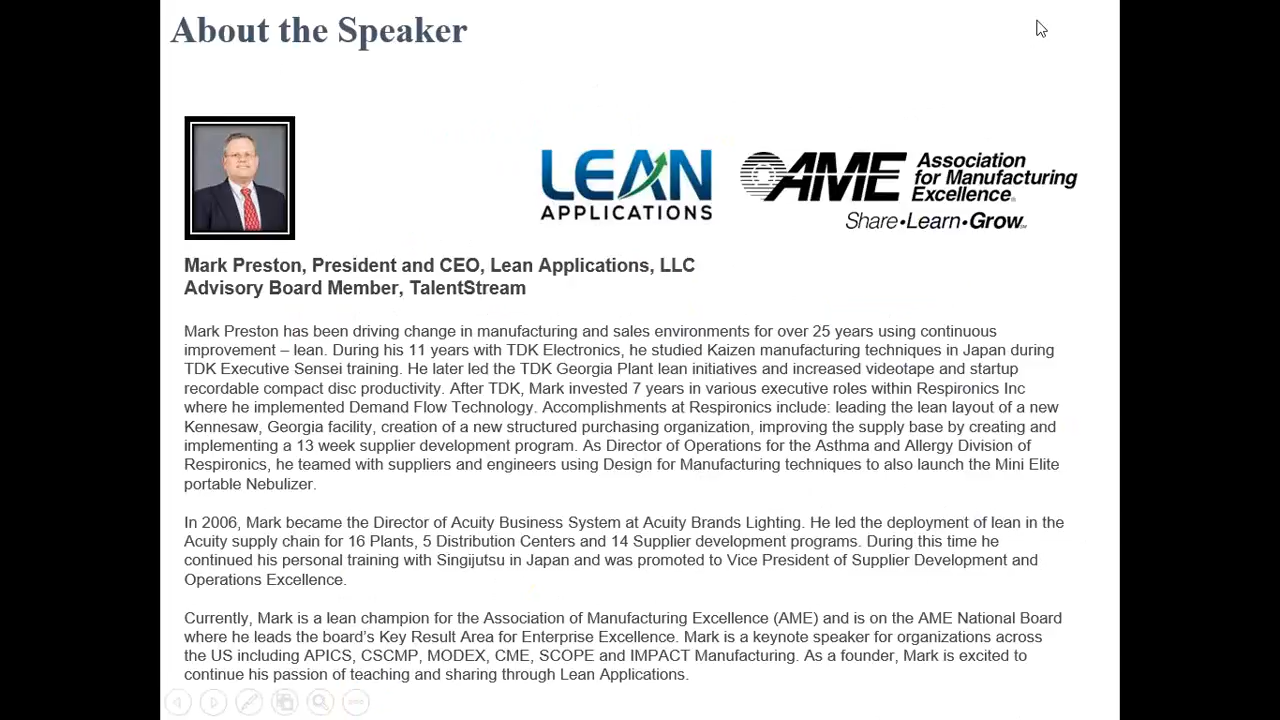 About the Speaker
LEAN
APPLICATIONS
AME Association
for Manufacturing
Excellence®
Share•Learn•Grow℠
Mark Preston, President and CEO, Lean Applications, LLC
Advisory Board Member, TalentStream
Mark Preston has been driving change in manufacturing and sales environments for over 25 years using continuous
improvement – lean. During his 11 years with TDK Electronics, he studied Kaizen manufacturing techniques in Japan during
TDK Executive Sensei training. He later led the TDK Georgia Plant lean initiatives and increased videotape and startup
recordable compact disc productivity. After TDK, Mark invested 7 years in various executive roles within Respironics Inc
where he implemented Demand Flow Technology. Accomplishments at Respironics include: leading the lean layout of a new
Kennesaw, Georgia facility, creation of a new structured purchasing organization, improving the supply base by creating and
implementing a 13 week supplier development program. As Director of Operations for the Asthma and Allergy Division of
Respironics, he teamed with suppliers and engineers using Design for Manufacturing techniques to also launch the Mini Elite
portable Nebulizer.
In 2006, Mark became the Director of Acuity Business System at Acuity Brands Lighting. He led the deployment of lean in the
Acuity supply chain for 16 Plants, 5 Distribution Centers and 14 Supplier development programs. During this time he
continued his personal training with Singijutsu in Japan and was promoted to Vice President of Supplier Development and
Operations Excellence.
Currently, Mark is a lean champion for the Association of Manufacturing Excellence (AME) and is on the AME National Board
where he leads the board's Key Result Area for Enterprise Excellence. Mark is a keynote speaker for organizations across
the US including APICS, CSCMP, MODEX, CME, SCOPE and IMPACT Manufacturing. As a founder, Mark is excited to
continue his passion of teaching and sharing through Lean Applications.